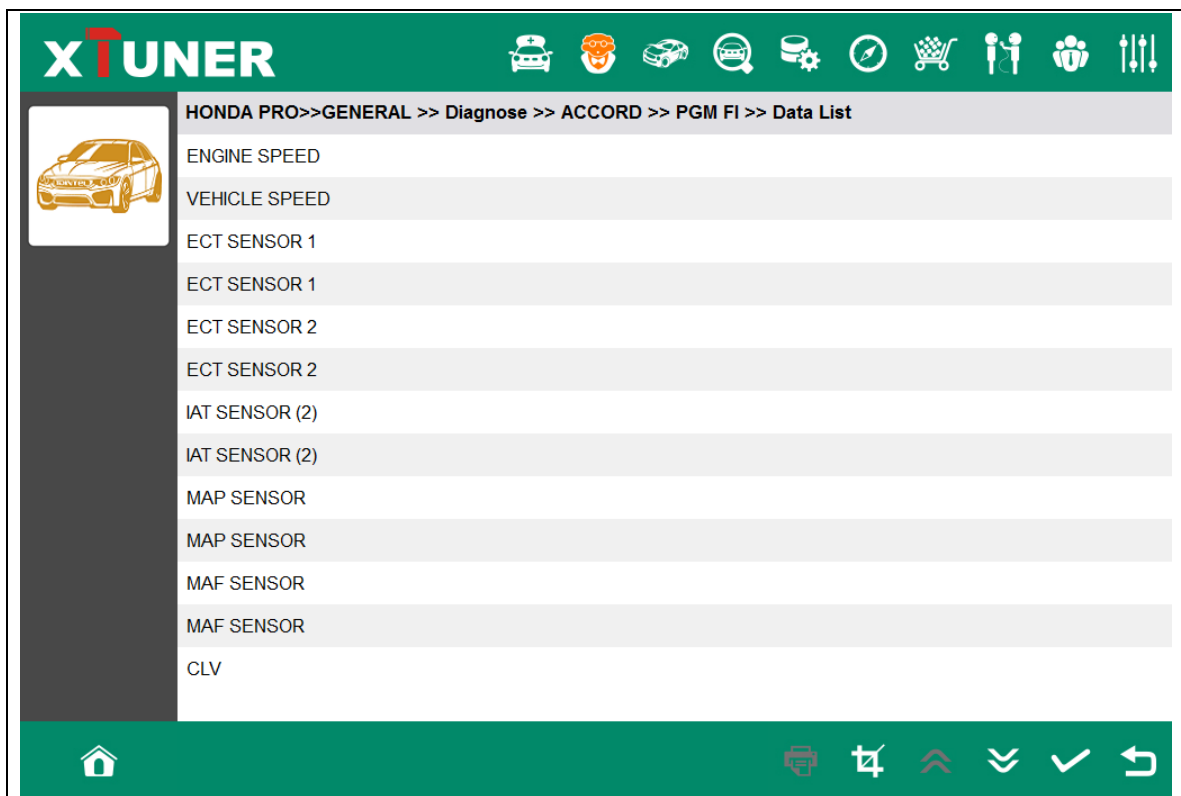 XTUNER
HONDA PRO>>GENERAL >> Diagnose >> ACCORD >> PGM FI >> Data List
ENGINE SPEED
VEHICLE SPEED
ECT SENSOR 1
ECT SENSOR 1
ECT SENSOR 2
ECT SENSOR 2
IAT SENSOR (2)
IAT SENSOR (2)
MAP SENSOR
MAP SENSOR
MAF SENSOR
MAF SENSOR
CLV